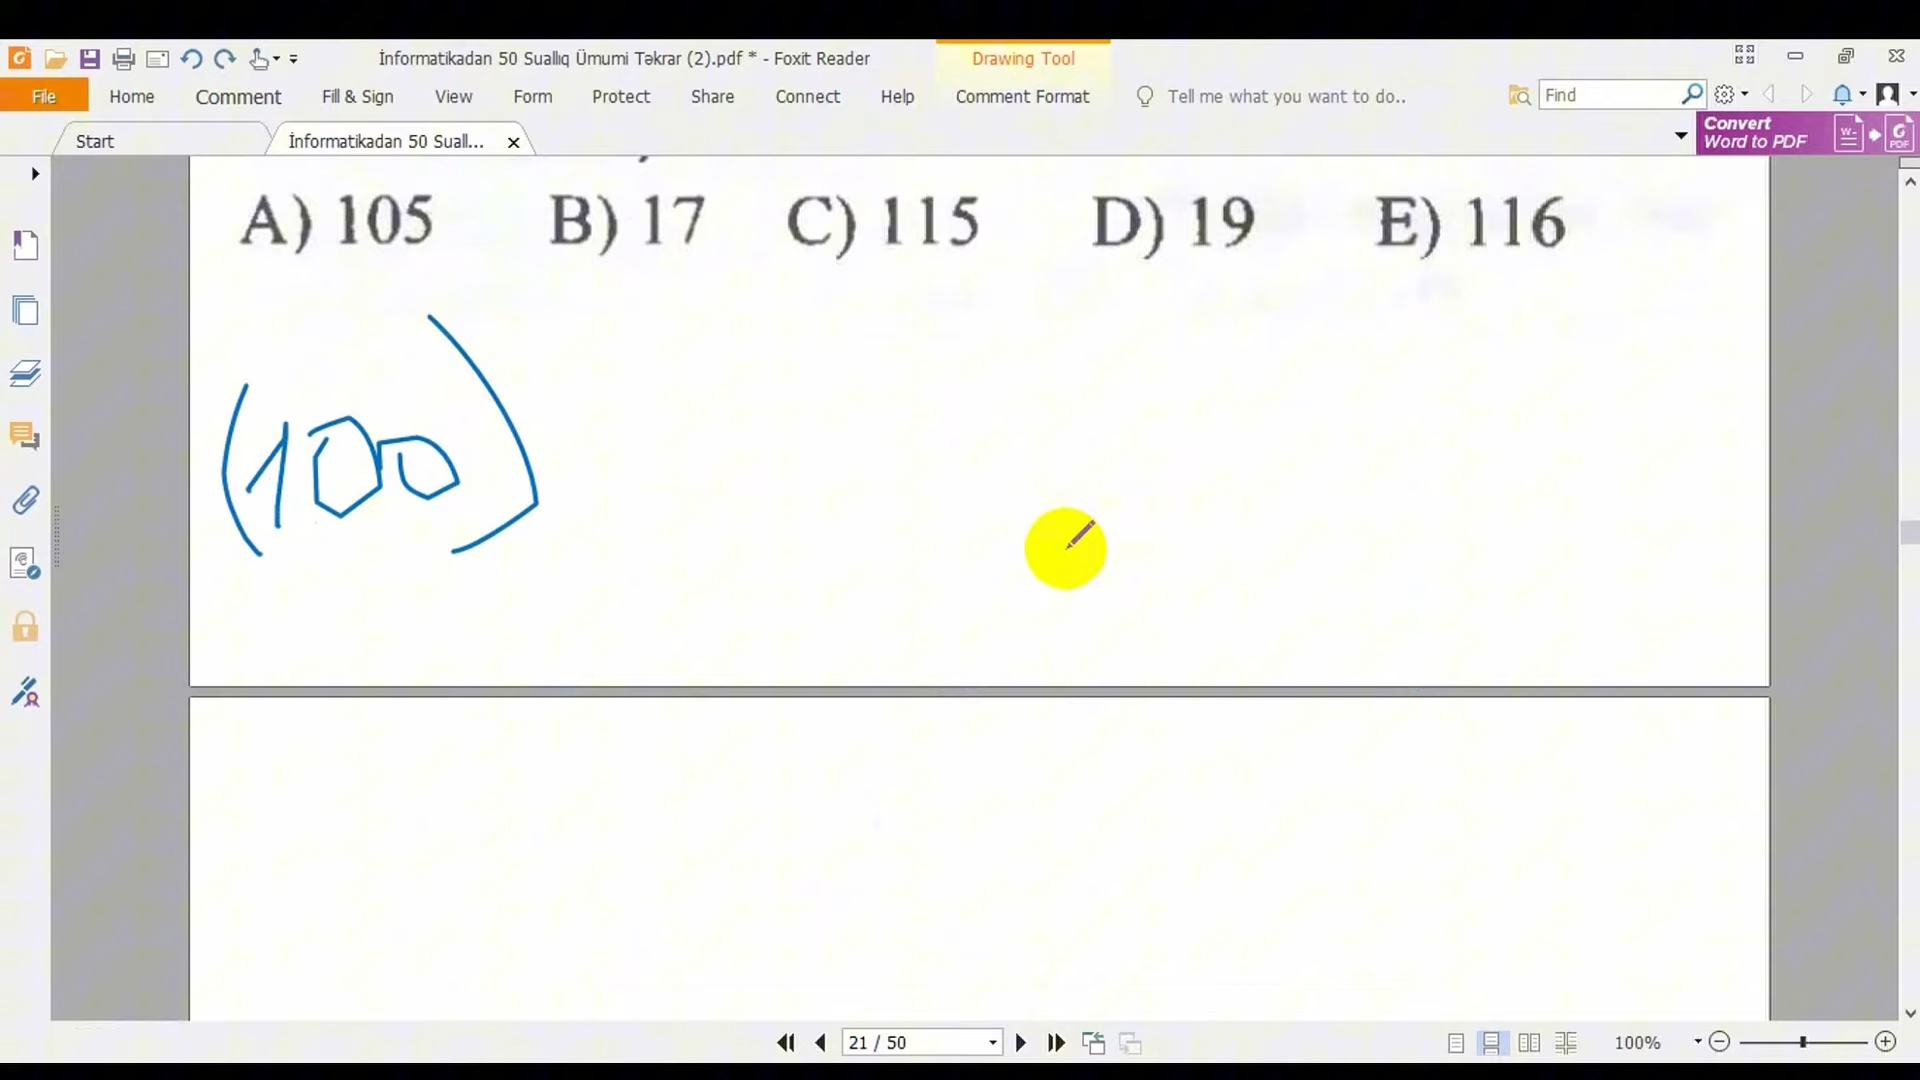 İnformatikadan 50 Suallıq Ümumi Təkrar (2).pdf * - Foxit Reader
Drawing Tool
File Home Comment Fill & Sign View Form Protect Share Connect Help Comment Format Tell me what you want to do.. Find
Start
İnformatikadan 50 Suall...
Convert
Word to PDF
A) 105 B) 17 C) 115 D) 19 E) 116
(100)
21 / 50
100%